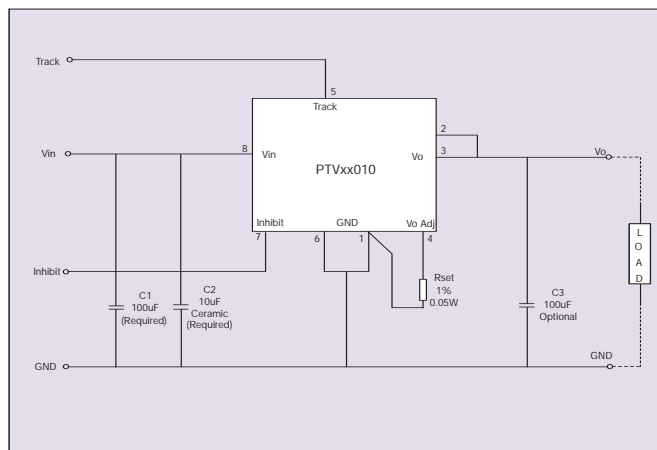 Track
5
Track
2
8
3
Vin
Vin
Vo
Vo
PTVxx010
Inhibit
GND
Vo Adj
7
6
1
4
L
O
A
D
Inhibit
C1
100uF
(Required)
C2
10uF
Ceramic
(Required)
Rset
1%
0.05W
C3
100uF
Optional
GND
GND